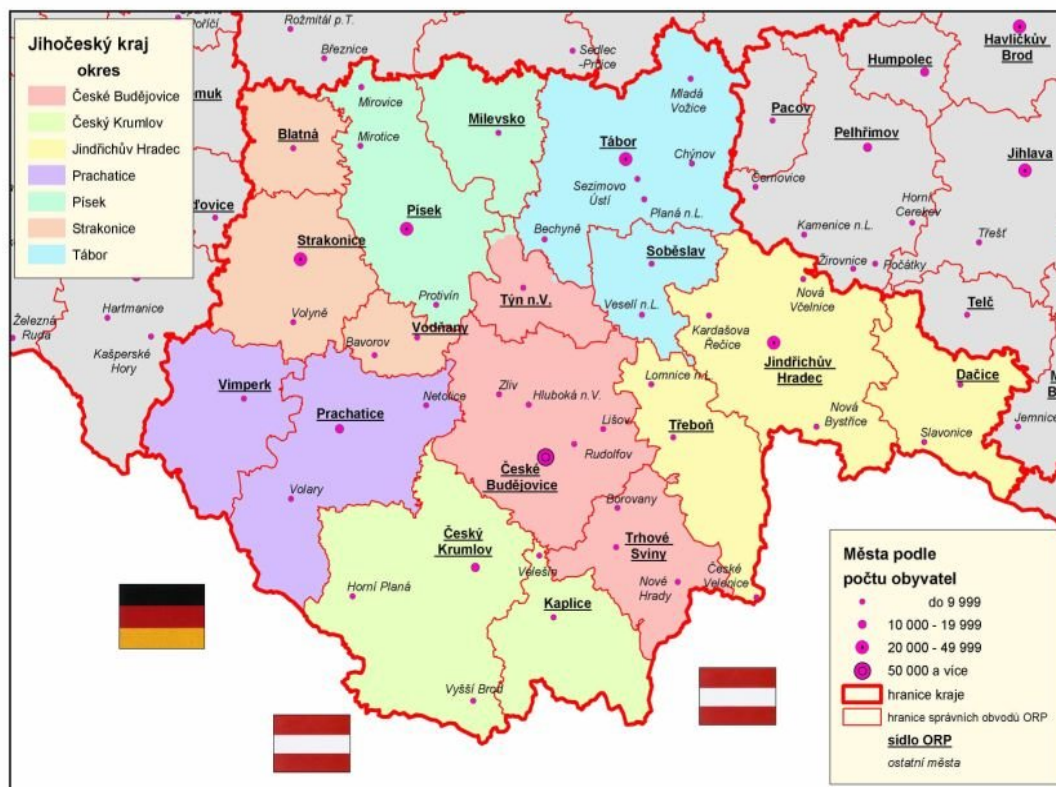 Jihočeský kraj
okres
České Budějovice
Český Krumlov
Jindřichův Hradec
Prachatice
Písek
Strakonice
Tábor
Rožmitál p.T.
Březnice
Sedlec
-Prčice
Havlíčkův
Brod
Humpolec
Pacov
Pelhřimov
Jihlava
Černovice
Horní
Cerekev
Kamenice n.L.
Třešť
Žirovnice
Počátky
Telč
Jemnice
Hartmanice
Železná
Ruda
Kašperské
Hory
Mirovice
Mirotice
Milevsko
Mladá
Vožice
Tábor
Chýnov
Sezimovo
Ústí
Planá n.L.
Blatná
Písek
Strakonice
Bechyně
Soběslav
Týn n.V.
Veselí n.L.
Nová
Včelnice
Kardašova
Řečice
Jindřichův
Hradec
Protivín
Volyně
Vodňany
Bavorov
Vimperk
Prachatice
Netolice
Zliv
Hluboká n.V.
Lomnice n.L.
Dačice
Lišov
Třeboň
Nová
Bystřice
Slavonice
Rudolfov
České
Budějovice
Volary
Borovany
Český
Krumlov
Trhové
Sviny
Velešín
Nové
Hrady
České
Velenice
Horní Planá
Kaplice
Vyšší Brod
Města podle
počtu obyvatel
do 9 999
10 000 - 19 999
20 000 - 49 999
50 000 a více
hranice kraje
hranice správních obvodů ORP
sídlo ORP
ostatní města